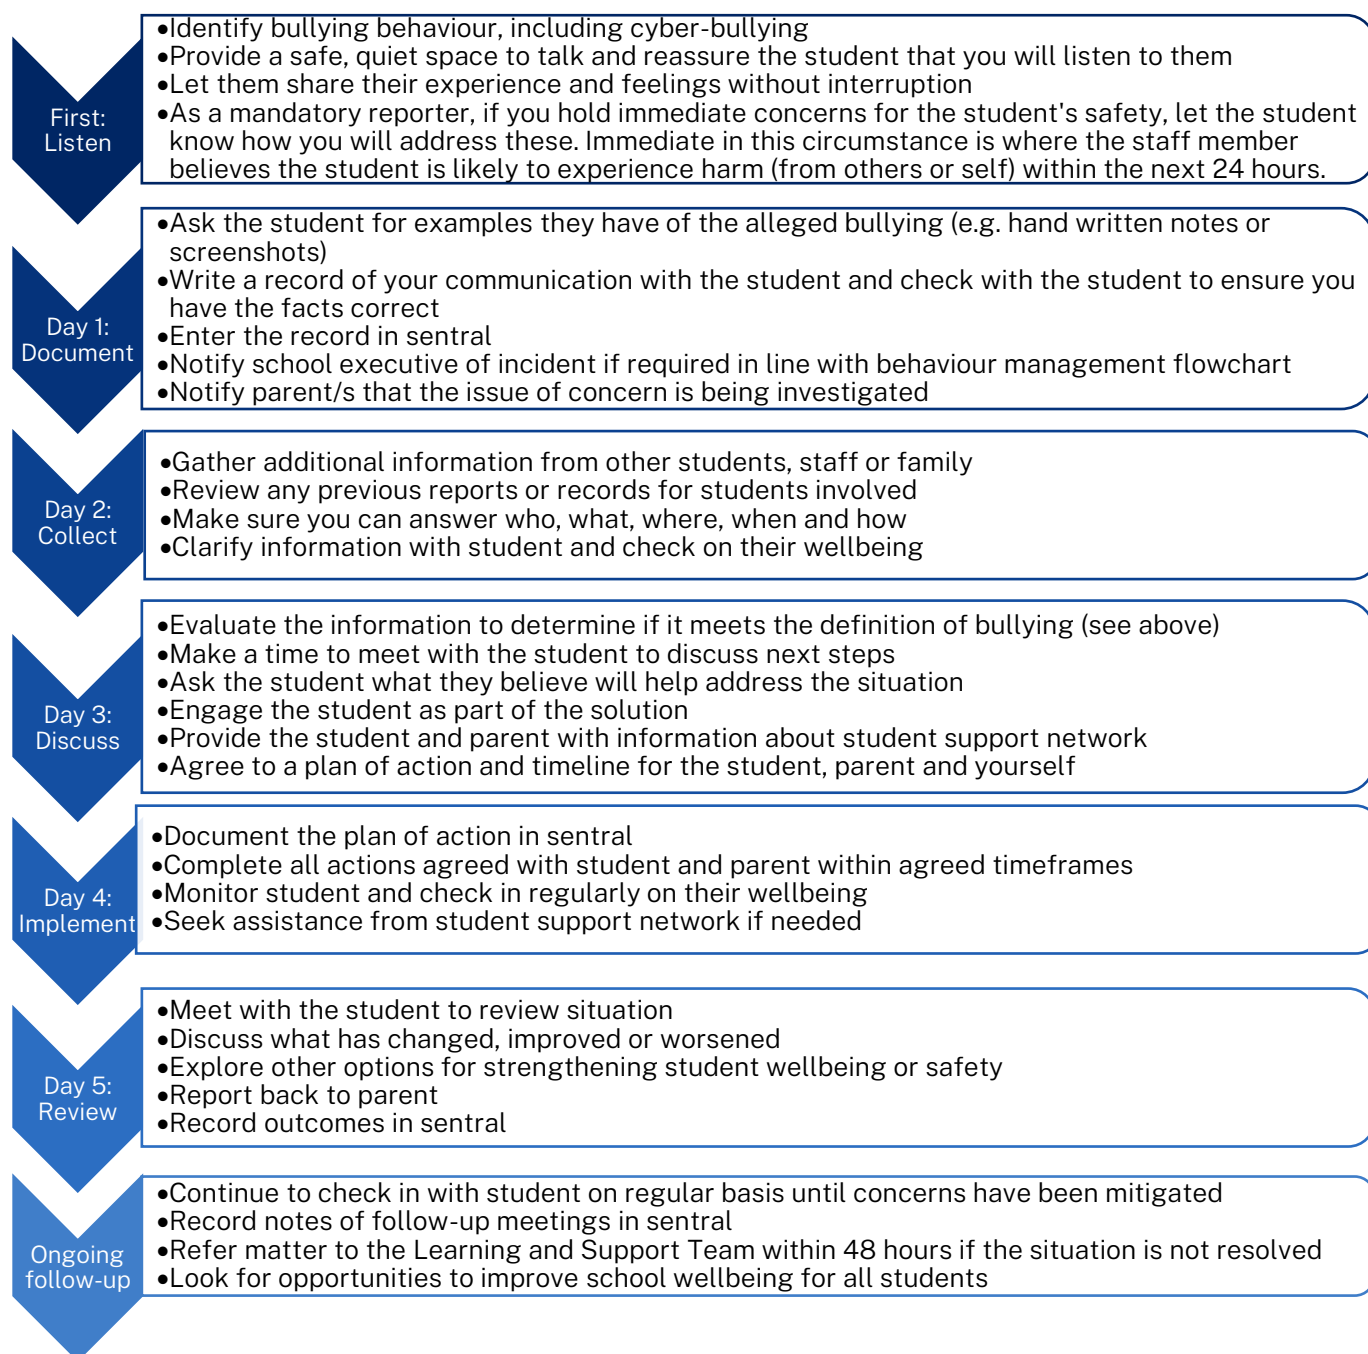 First:
Listen
•Identify bullying behaviour, including cyber-bullying
•Provide a safe, quiet space to talk and reassure the student that you will listen to them
•Let them share their experience and feelings without interruption
•As a mandatory reporter, if you hold immediate concerns for the student's safety, let the student
know how you will address these. Immediate in this circumstance is where the staff member
believes the student is likely to experience harm (from others or self) within the next 24 hours.
Day 1:
Document
•Ask the student for examples they have of the alleged bullying (e.g. hand written notes or
screenshots)
•Write a record of your communication with the student and check with the student to ensure you
have the facts correct
•Enter the record in sentral
•Notify school executive of incident if required in line with behaviour management flowchart
•Notify parent/s that the issue of concern is being investigated
Day 2:
Collect
•Gather additional information from other students, staff or family
•Review any previous reports or records for students involved
•Make sure you can answer who, what, where, when and how
•Clarify information with student and check on their wellbeing
Day 3:
Discuss
•Evaluate the information to determine if it meets the definition of bullying (see above)
•Make a time to meet with the student to discuss next steps
•Ask the student what they believe will help address the situation
•Engage the student as part of the solution
•Provide the student and parent with information about student support network
•Agree to a plan of action and timeline for the student, parent and yourself
Day 4:
Implement
•Document the plan of action in sentral
•Complete all actions agreed with student and parent within agreed timeframes
•Monitor student and check in regularly on their wellbeing
•Seek assistance from student support network if needed
Day 5:
Review
•Meet with the student to review situation
•Discuss what has changed, improved or worsened
•Explore other options for strengthening student wellbeing or safety
•Report back to parent
•Record outcomes in sentral
Ongoing
follow-up
•Continue to check in with student on regular basis until concerns have been mitigated
•Record notes of follow-up meetings in sentral
•Refer matter to the Learning and Support Team within 48 hours if the situation is not resolved
•Look for opportunities to improve school wellbeing for all students